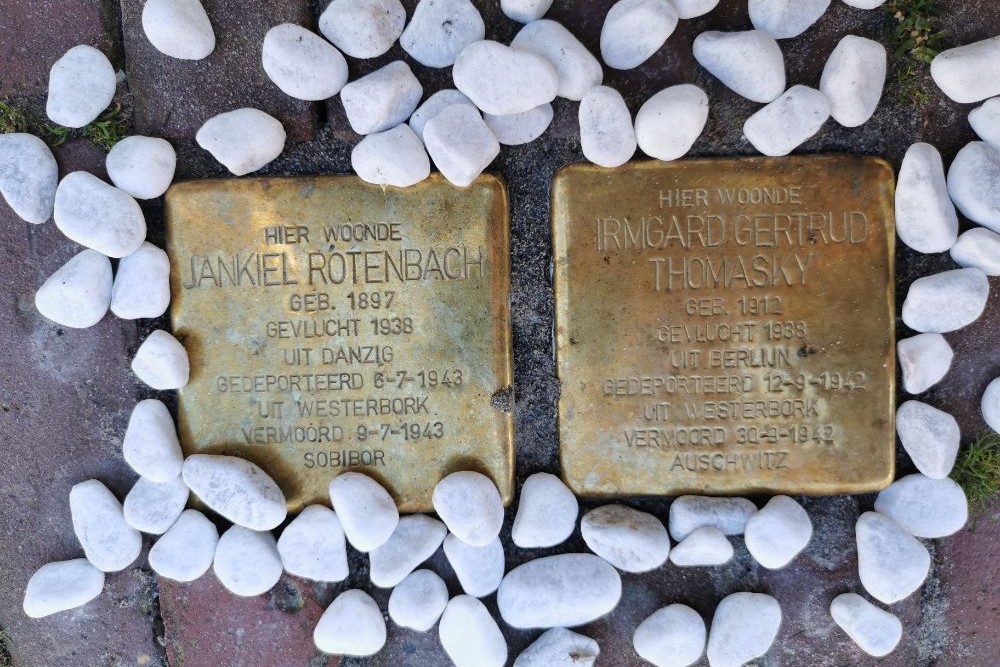 HIER WOONDE
JANKIEL ROTENBACH
GEB. 1897
GEVLUCHT 1938
UIT DANZIG
GEDEPORTEERD 6-7-1943
UIT WESTERBORK
VERMOORD 9-7-1943
SOBIBOR
HIER WOONDE
IRMGARD GERTRUD
THOMASKY
GEB. 1912
GEVLUCHT 1938
UIT BERLIJN
GEDEPORTEERD 12-9-1942
UIT WESTERBORK
VERMOORD 30-9-1942
AUSCHWITZ